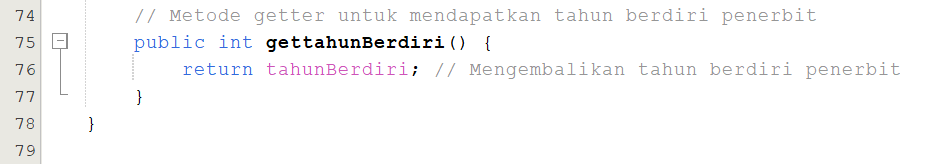 74 // Metode getter untuk mendapatkan tahun berdiri penerbit
75 public int gettahunBerdiri() {
76 return tahunBerdiri; // Mengembalikan tahun berdiri penerbit
77 }
78 }
79